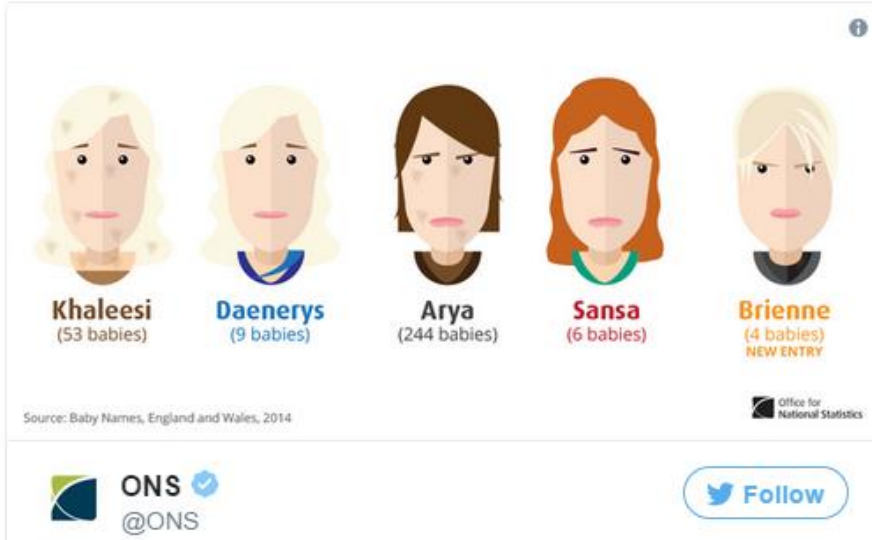 Khaleesi
(53 babies)
Daenerys
(9 babies)
Arya
(244 babies)
Sansa
(6 babies)
Brienne
(4 babies)
NEW ENTRY
Source: Baby Names, England and Wales, 2014
Office for
National Statistics
ONS
@ONS
Follow